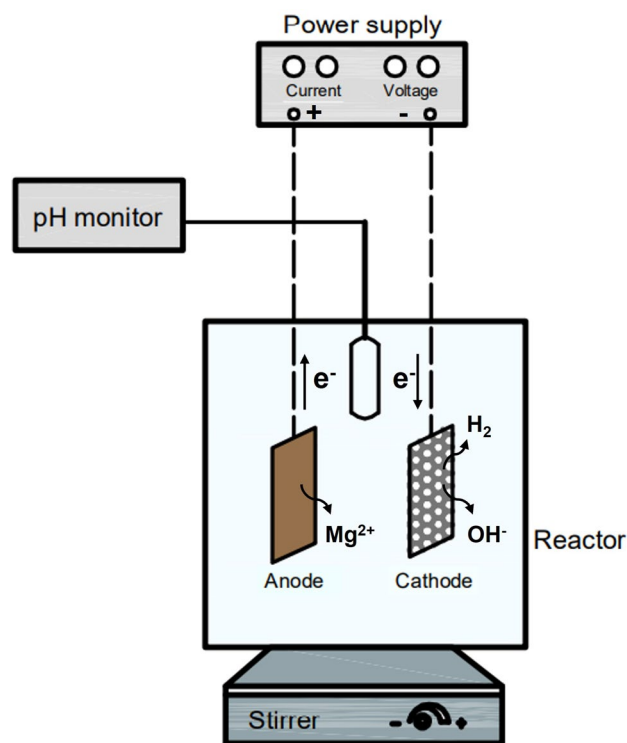 Power supply
Current Voltage
+ -
pH monitor
e⁻ e⁻
H₂
Mg²⁺ OH⁻
Reactor
Anode Cathode
Stirrer - +